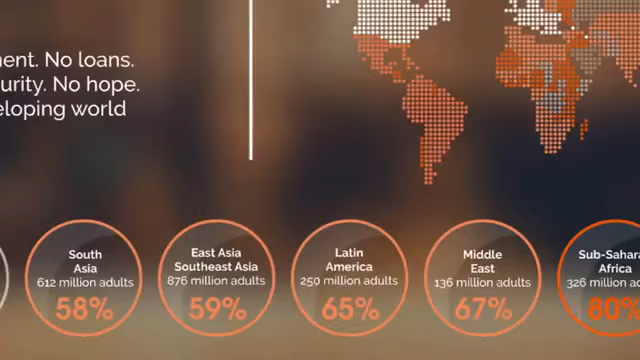 ent. No loans.
urity. No hope.
eloping world
South
Asia
612 million adults
58%
East Asia
Southeast Asia
876 million adults
59%
Latin
America
250 million adults
65%
Middle
East
136 million adults
67%
Sub-Sahara
Africa
326 million ad
80%